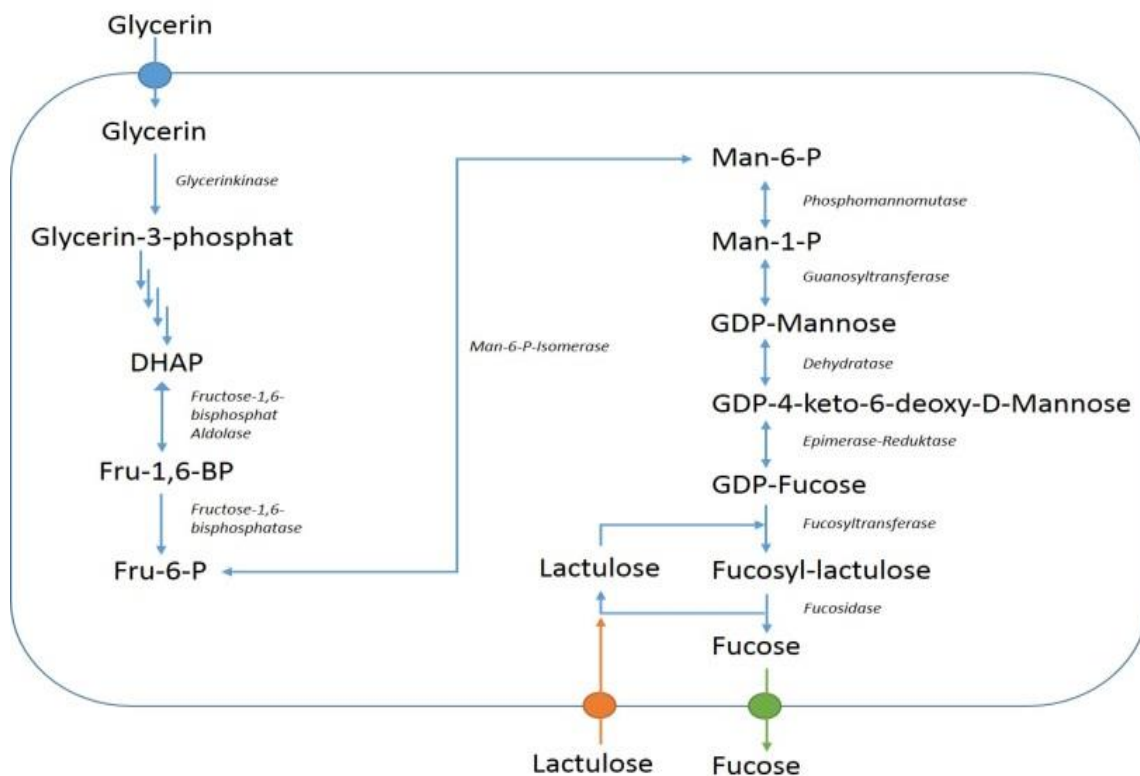 Glycerin
Glycerin
Glycerinkinase
Glycerin-3-phosphat
DHAP
Fructose-1,6-
bisphosphat
Aldolase
Fru-1,6-BP
Fructose-1,6-
bisphosphatase
Fru-6-P
Man-6-P-Isomerase
Man-6-P
Phosphomannomutase
Man-1-P
Guanosyltransferase
GDP-Mannose
Dehydratase
GDP-4-keto-6-deoxy-D-Mannose
Epimerase-Reduktase
GDP-Fucose
Fucosyltransferase
Lactulose
Fucosyl-lactulose
Fucosidase
Fucose
Lactulose
Fucose